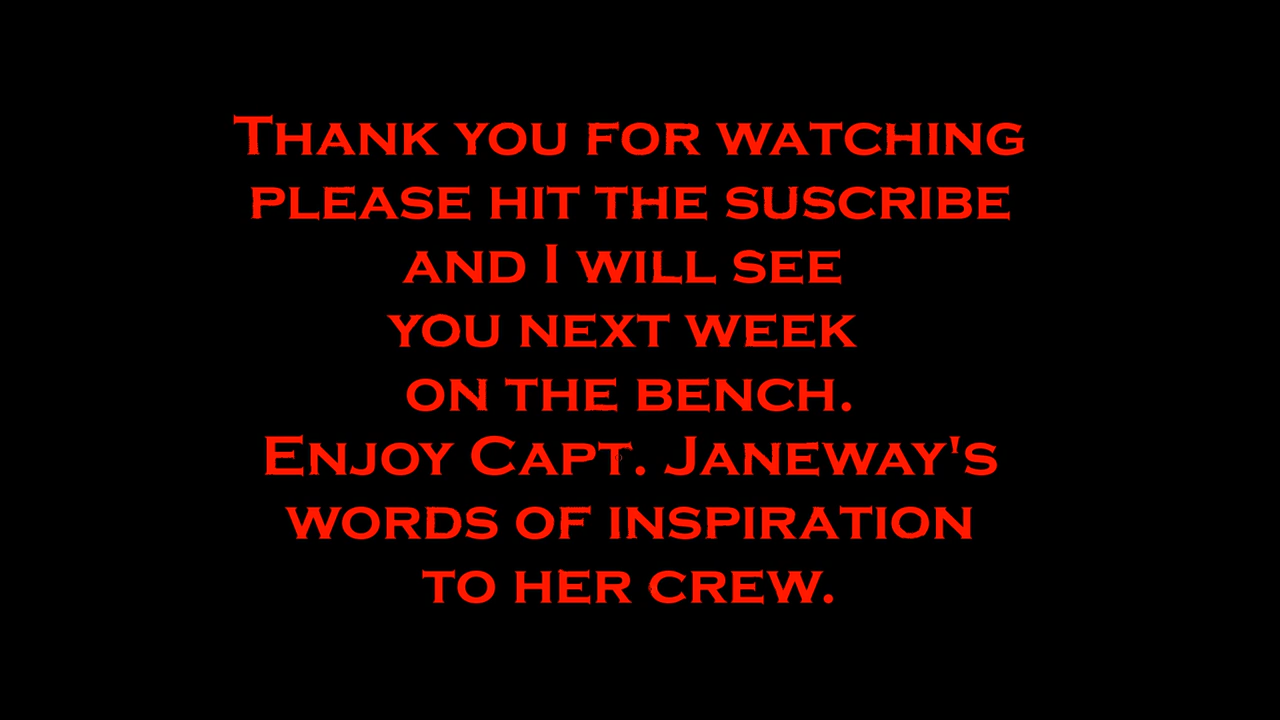 Thank you for watching
please hit the suscribe
and I will see
you next week
on the bench.
Enjoy Capt. Janeway's
words of inspiration
to her crew.